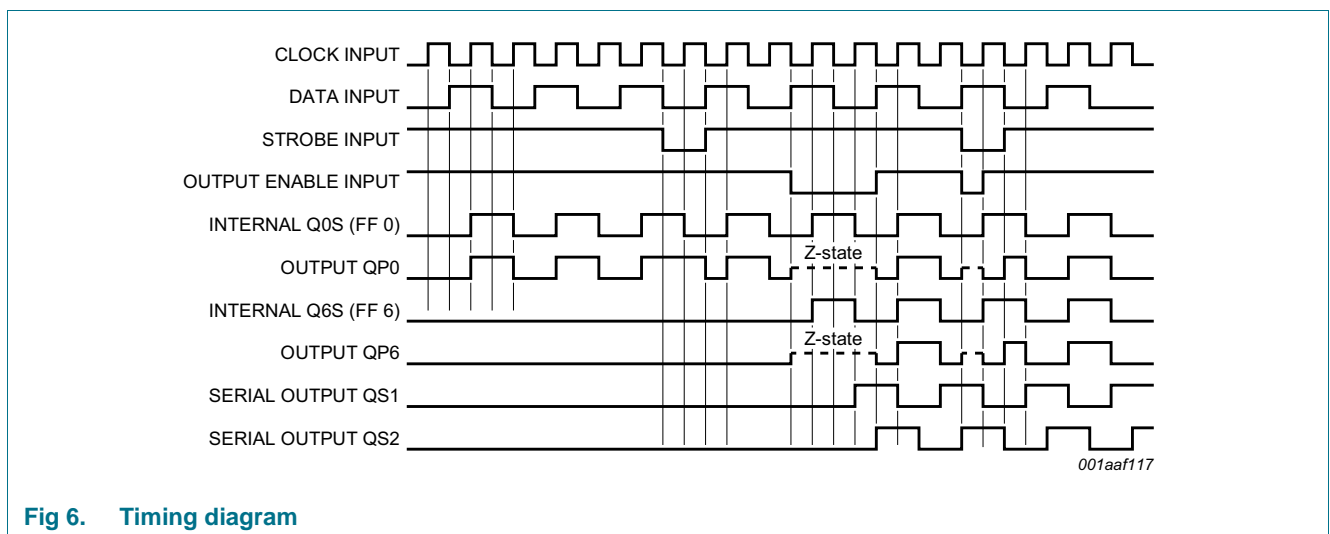 CLOCK INPUT
DATA INPUT
STROBE INPUT
OUTPUT ENABLE INPUT
INTERNAL Q0S (FF 0)
Z-state
OUTPUT QP0
INTERNAL Q6S (FF 6)
Z-state
OUTPUT QP6
SERIAL OUTPUT QS1
SERIAL OUTPUT QS2
001aaf117
Fig 6. Timing diagram